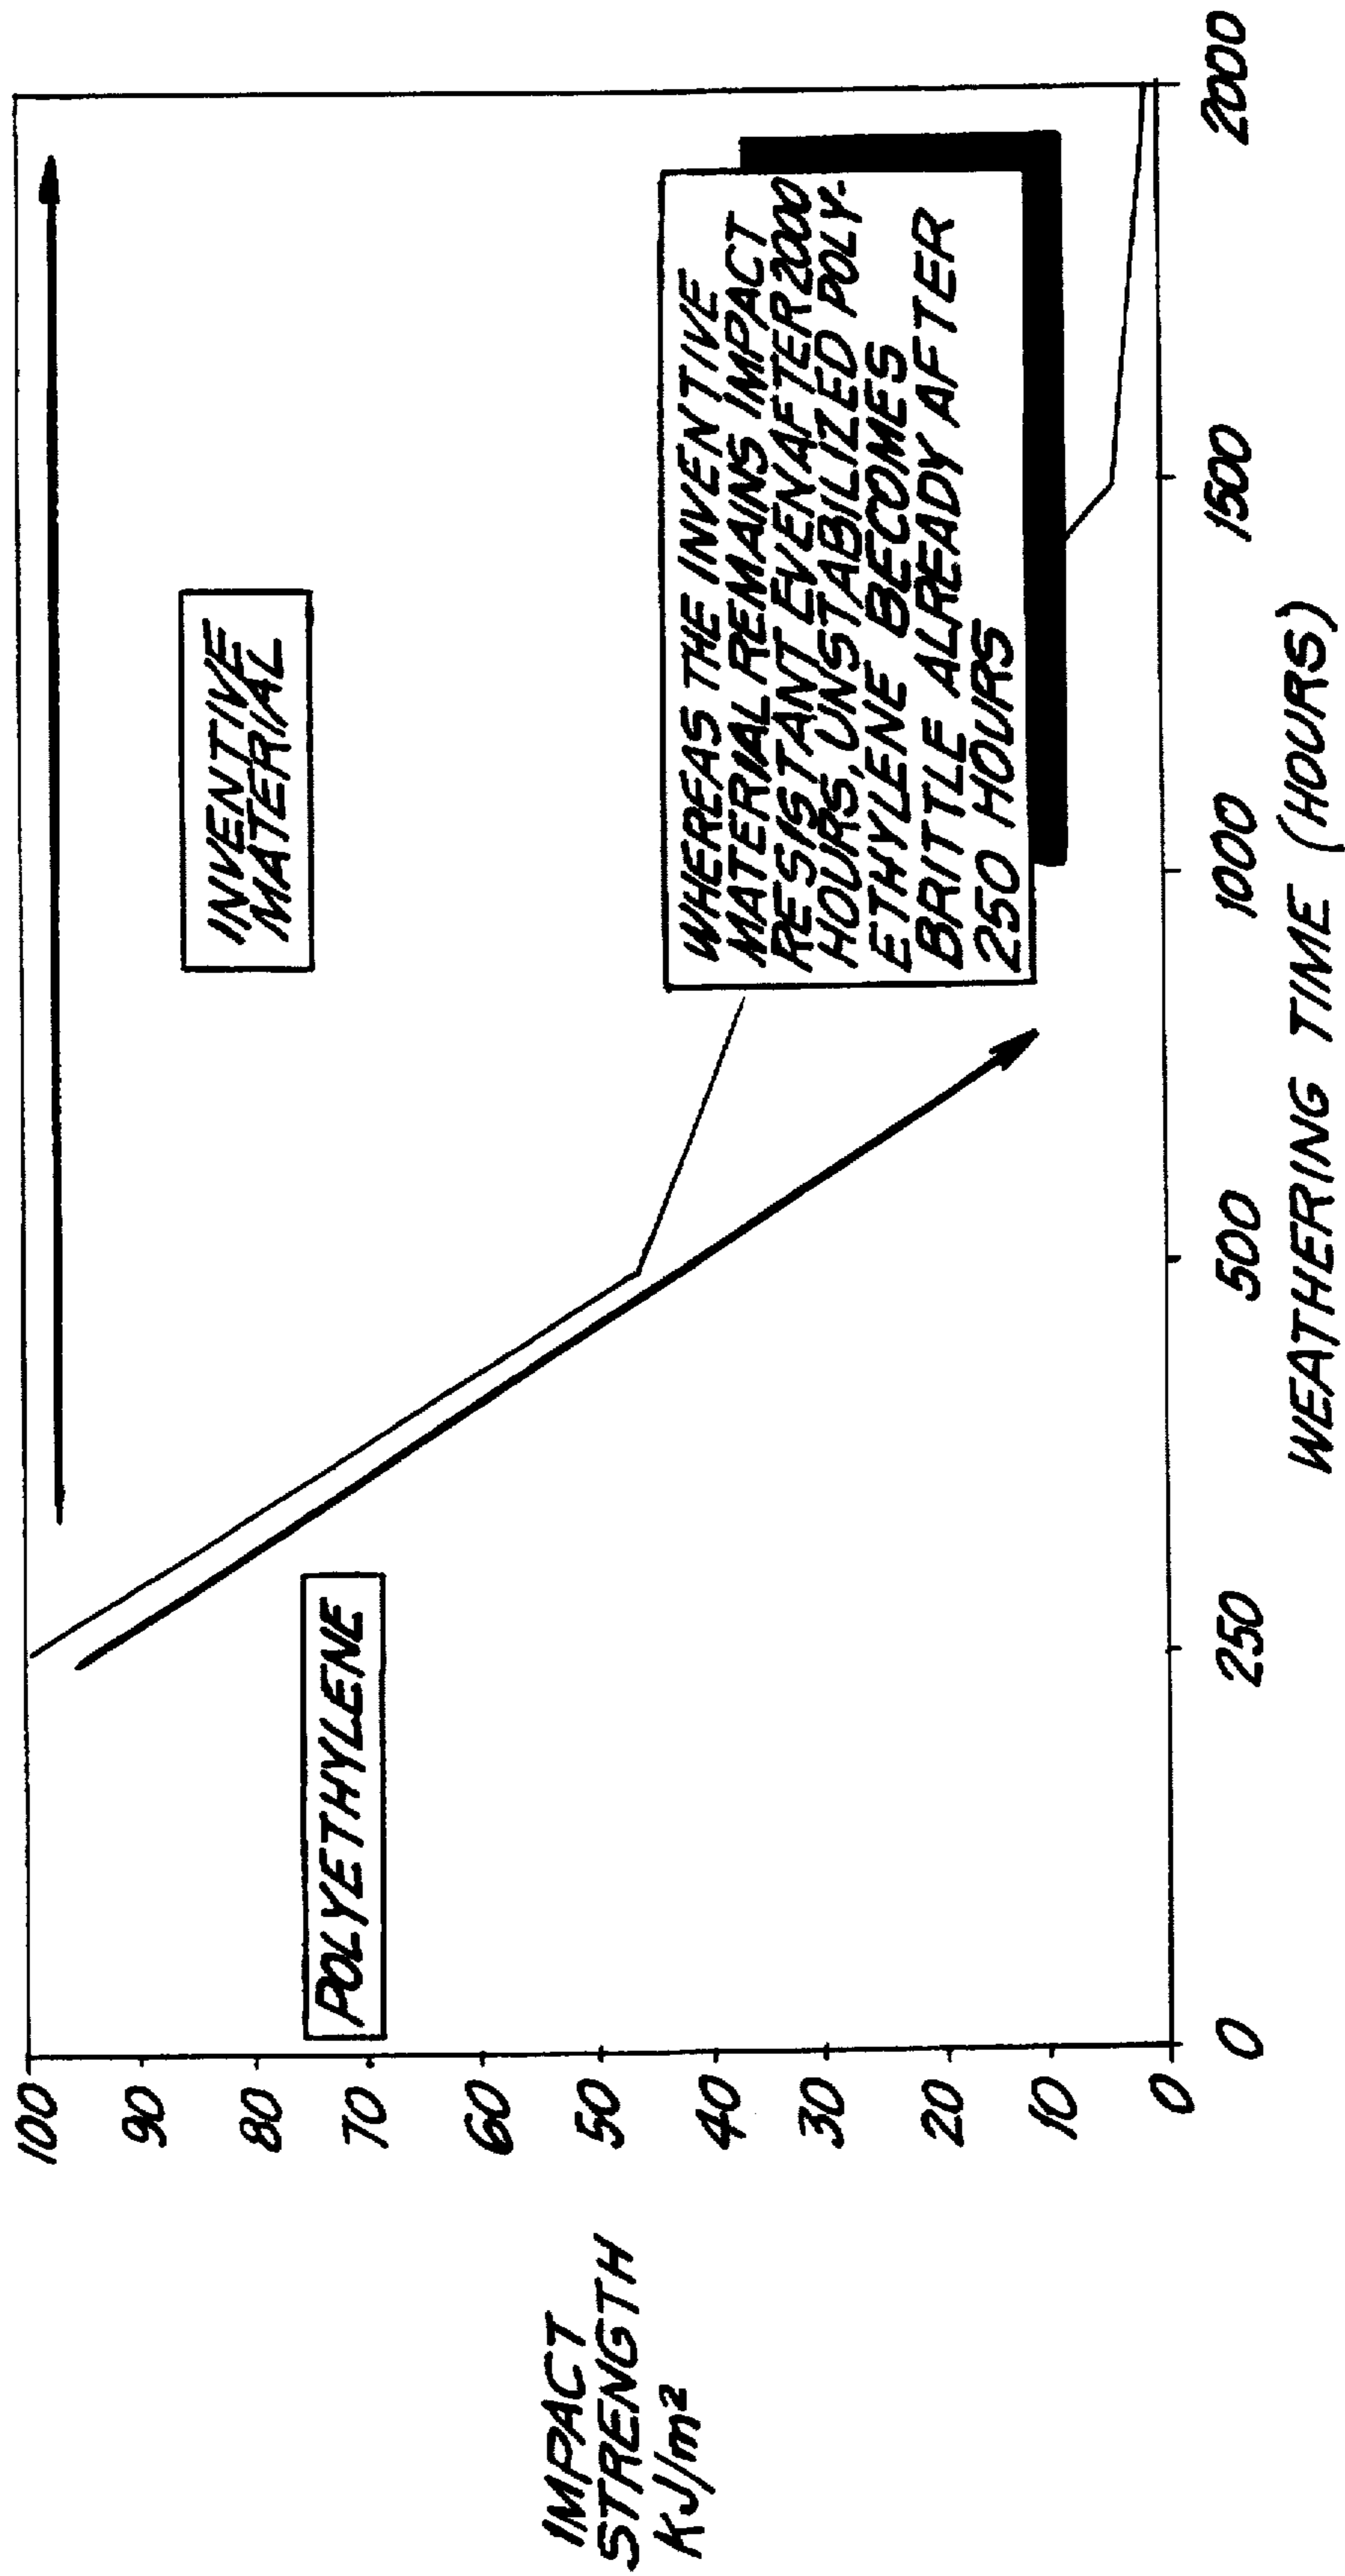 IMPACT
STRENGTH
KJ/m²
100
90
80
70
60
50
40
30
20
10
0
POLYETHYLENE
INVENTIVE
MATERIAL
WHEREAS THE INVENTIVE
MATERIAL REMAINS IMPACT
RESISTANT EVEN AFTER 2000
HOURS, UNSTABILIZED POLY-
ETHYLENE BECOMES
BRITTLE ALREADY AFTER
250 HOURS
0
250
500
1000
1500
2000
WEATHERING TIME (HOURS)